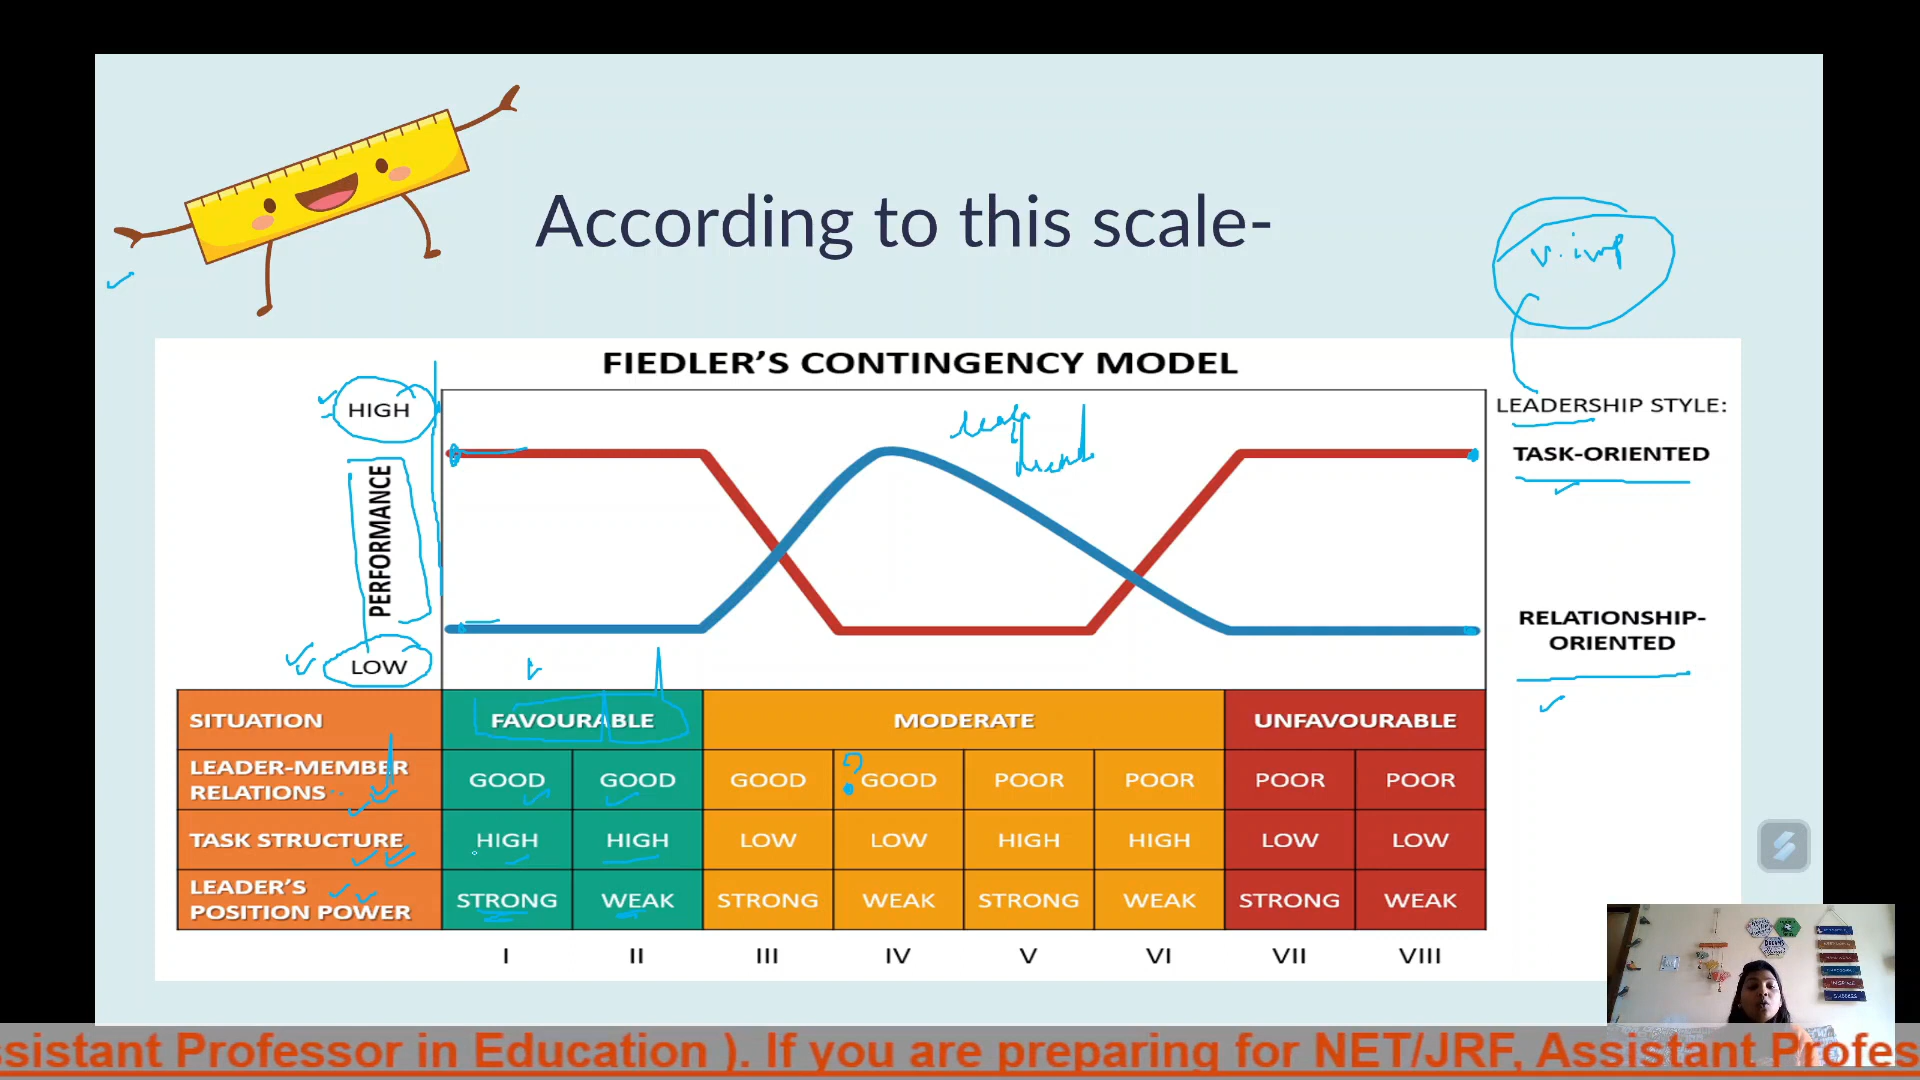 According to this scale-
v. imp
FIEDLER'S CONTINGENCY MODEL
HIGH
PERFORMANCE
LOW
LEADERSHIP STYLE:
TASK-ORIENTED
RELATIONSHIP-
ORIENTED
SITUATION FAVOURABLE MODERATE UNFAVOURABLE
LEADER-MEMBER
RELATIONS GOOD GOOD GOOD ? GOOD POOR POOR POOR POOR
TASK STRUCTURE HIGH HIGH LOW LOW HIGH HIGH LOW LOW
LEADER'S
POSITION POWER STRONG WEAK STRONG WEAK STRONG WEAK STRONG WEAK
I II III IV V VI VII VIII
ssistant Professor in Education ). If you are preparing for NET/JRF, Assistant Profes